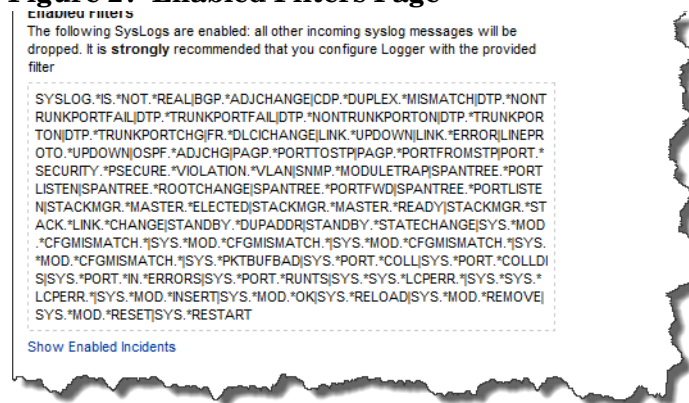 Figure 2: Enabled Filters Page
Enabled Filters
The following SysLogs are enabled: all other incoming syslog messages will be
dropped. It is strongly recommended that you configure Logger with the provided
filter
SYSLOG.*IS.*NOT.*REAL|BGP.*ADJCHANGE|CDP.*DUPLEX.*MISMATCH|DTP.*NONT
RUNKPORTFAIL|DTP.*TRUNKPORTFAIL|DTP.*NONTRUNKPORTON|DTP.*TRUNKPOR
TON|DTP.*TRUNKPORTCHG|FR.*DLCICHANGE|LINK.*UPDOWN|LINK.*ERROR|LINEPR
OTO.*UPDOWN|OSPF.*ADJCHG|PAGP.*PORTTOSTP|PAGP.*PORTFROMSTP|PORT.*
SECURITY.*PSECURE.*VIOLATION.*VLAN|SNMP.*MODULETRAP|SPANTREE.*PORT
LISTEN|SPANTREE.*ROOTCHANGE|SPANTREE.*PORTFWD|SPANTREE.*PORTLISTE
N|STACKMGR.*MASTER.*ELECTED|STACKMGR.*MASTER.*READY|STACKMGR.*ST
ACK.*LINK.*CHANGE|STANDBY.*DUPADDR|STANDBY.*STATECHANGE|SYS.*MOD
.*CFGMISMATCH.*|SYS.*MOD.*CFGMISMATCH.*|SYS.*MOD.*CFGMISMATCH.*|SYS.
*MOD.*CFGMISMATCH.*|SYS.*PKTBUFBAD|SYS.*PORT.*COLL|SYS.*PORT.*COLLDI
S|SYS.*PORT.*IN.*ERRORS|SYS.*PORT.*RUNTS|SYS.*SYS.*LCPERR.*|SYS.*SYS.*
LCPERR.*|SYS.*MOD.*INSERT|SYS.*MOD.*OK|SYS.*RELOAD|SYS.*MOD.*REMOVE|
SYS.*MOD.*RESET|SYS.*RESTART
Show Enabled Incidents